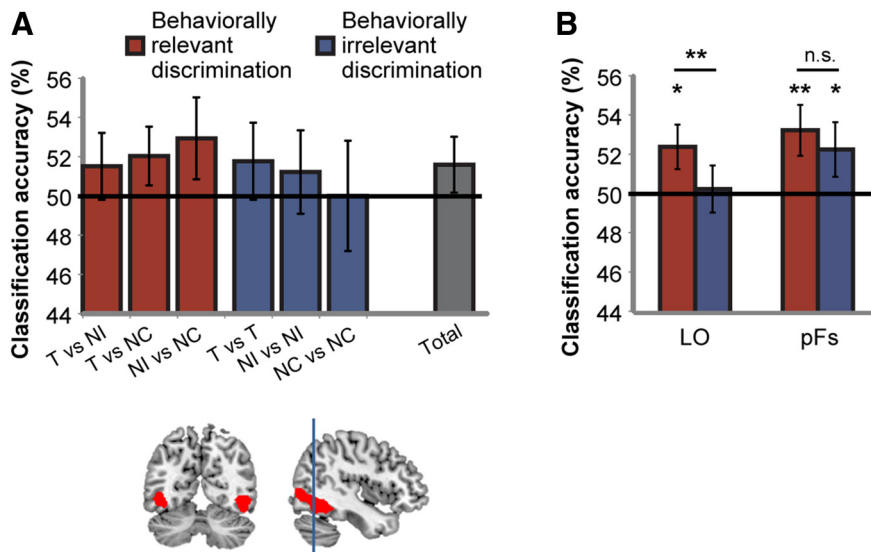 A
Behaviorally
relevant
discrimination
Behaviorally
irrelevant
discrimination
Classification accuracy (%)
56
54
52
50
48
46
44
T vs NI
T vs NC
NI vs NC
T vs T
NI vs NI
NC vs NC
Total
B
Classification accuracy (%)
56
54
52
50
48
46
44
**
n.s.
*
**
*
LO
pFs